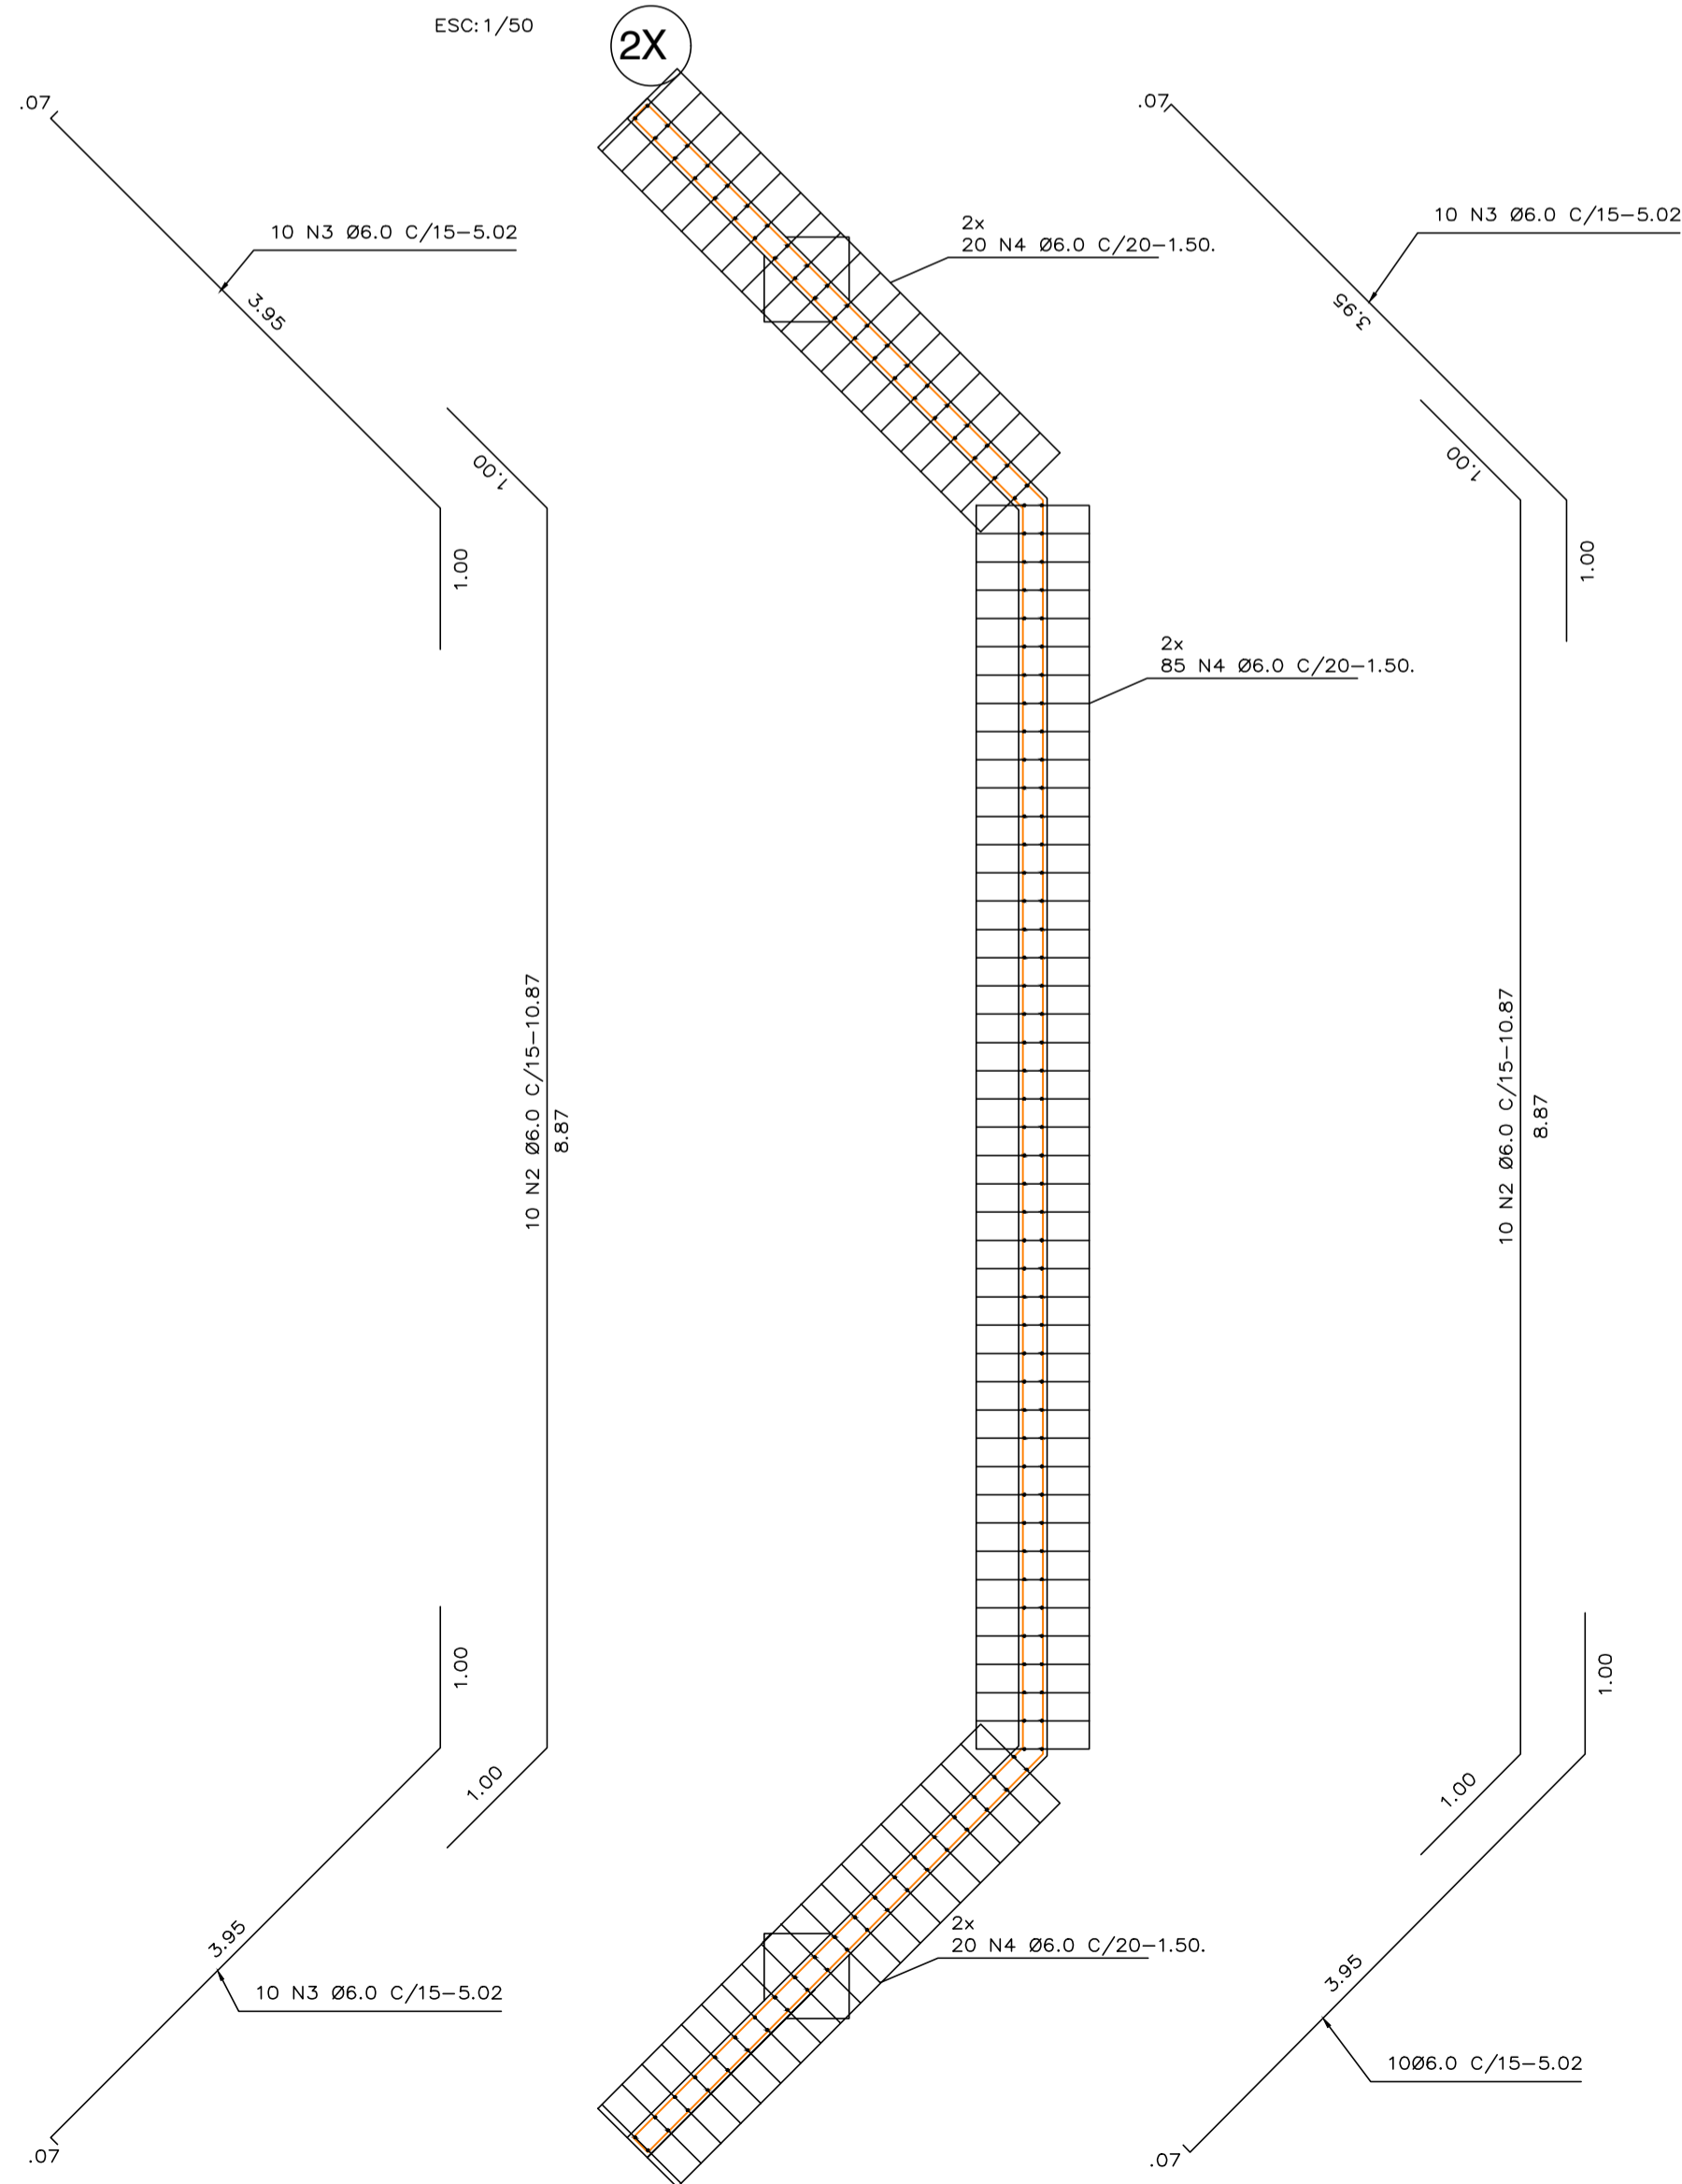 ESC:1/50
2X
.07
.07
10 N3 Ø6.0 C/15-5.02
2x
20 N4 Ø6.0 C/20-1.50.
10 N3 Ø6.0 C/15-5.02
3.95
3.95
1.00
1.00
1.00
1.00
2x
85 N4 Ø6.0 C/20-1.50.
10 N2 Ø6.0 C/15-10.87
8.87
10 N2 Ø6.0 C/15-10.87
8.87
1.00
1.00
1.00
1.00
3.95
2x
20 N4 Ø6.0 C/20-1.50.
3.95
10 N3 Ø6.0 C/15-5.02
10Ø6.0 C/15-5.02
.07
.07